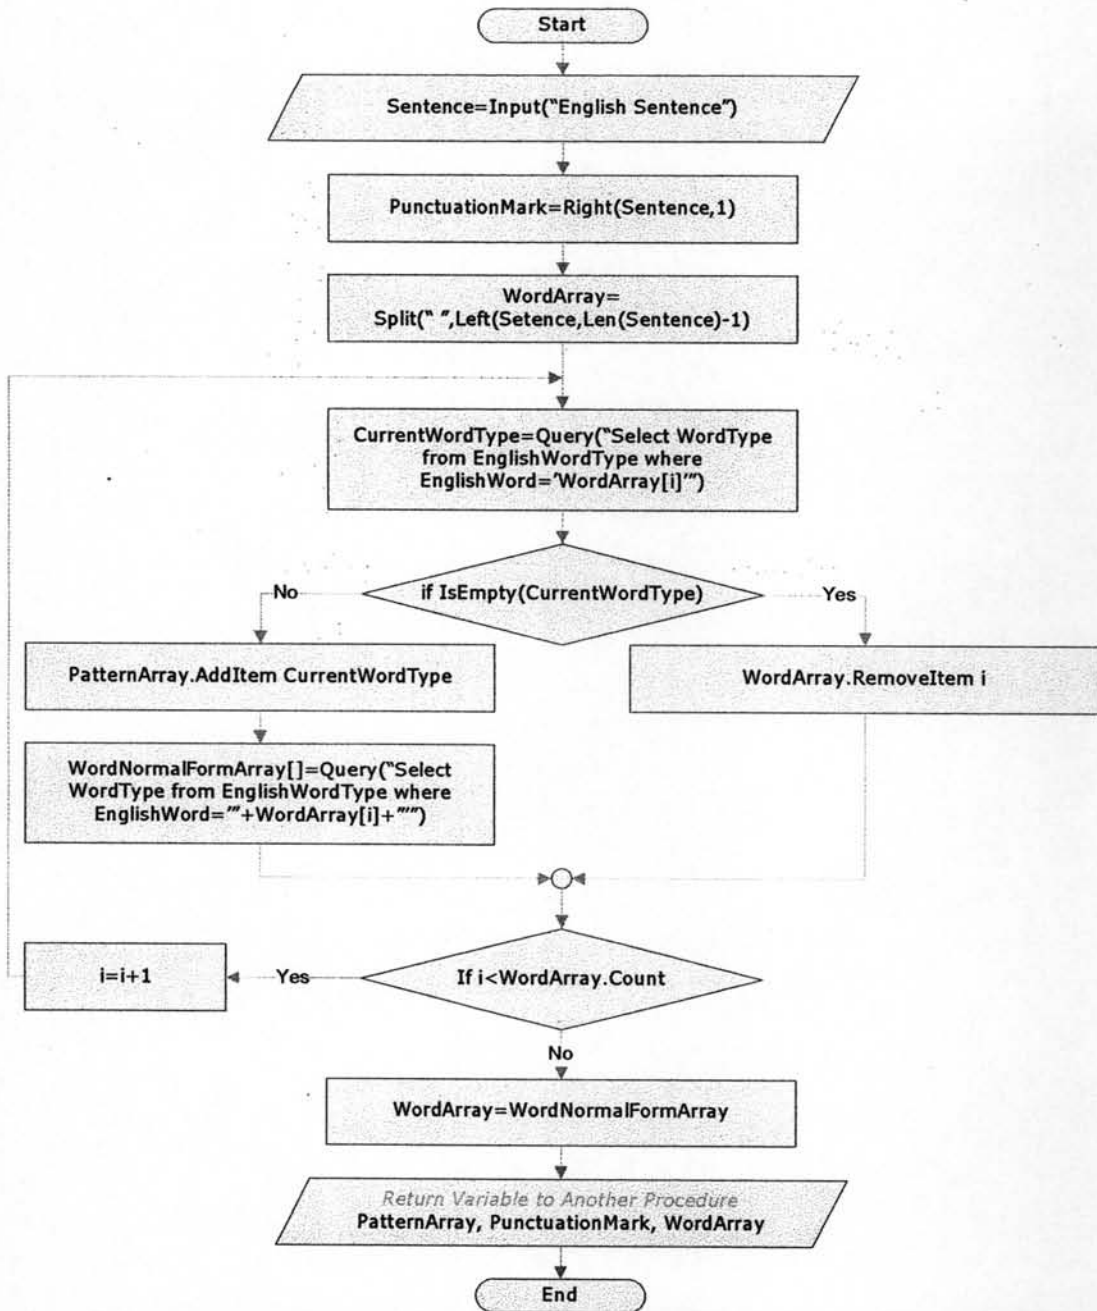 Start
Sentence=Input("English Sentence")
PunctuationMark=Right(Sentence,1)
WordArray=
Split(" ",Left(Setence,Len(Sentence)-1)
CurrentWordType=Query("Select WordType
from EnglishWordType where
EnglishWord='WordArray[i]'")
if IsEmpty(CurrentWordType)
No
Yes
PatternArray.AddItem CurrentWordType
WordArray.RemoveItem i
WordNormalFormArray[]=Query("Select
WordType from EnglishWordType where
EnglishWord='"+WordArray[i]+"'")
If i<WordArray.Count
Yes
i=i+1
No
WordArray=WordNormalFormArray
Return Variable to Another Procedure
PatternArray, PunctuationMark, WordArray
End